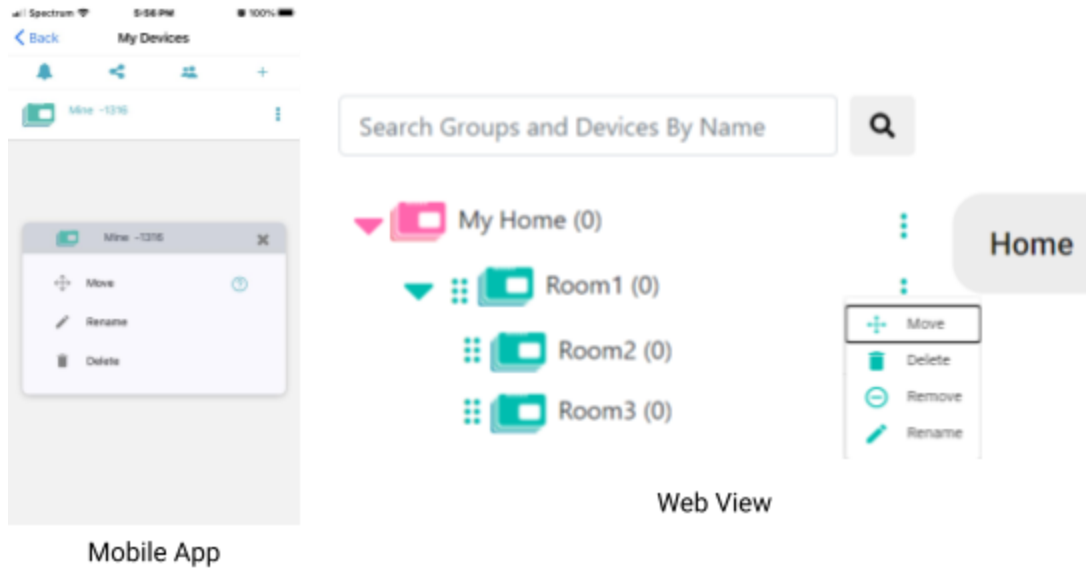 Spectrum 5:56 PM 100%
Back My Devices
+
Mine -1316
Mine -1316
Move
Rename
Delete
Mobile App
Search Groups and Devices By Name
My Home (0)
Room1 (0)
Room2 (0)
Room3 (0)
Move
Delete
Remove
Rename
Home
Web View